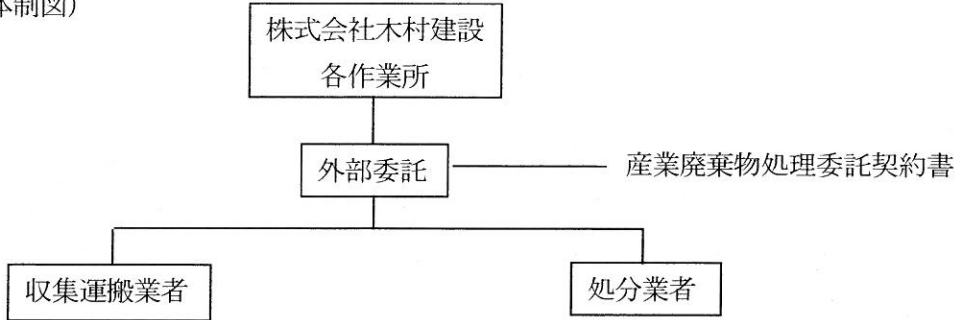 体制図)
株式会社木村建設
各作業所
外部委託
産業廃棄物処理委託契約書
収集運搬業者
処分業者